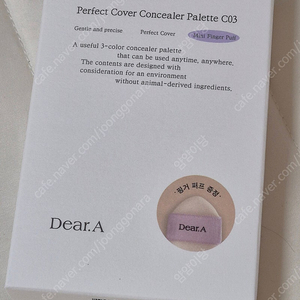 Perfect Cover Concealer Palette C03
Gentle and precise Perfect Cover Mini Finger Puff
A useful 3-color concealer palette
that can be used anytime, anywhere.
The contents are designed with
consideration for an environment
without animal-derived ingredients.
핑거 퍼프 증정
Dear.A
Dear.A